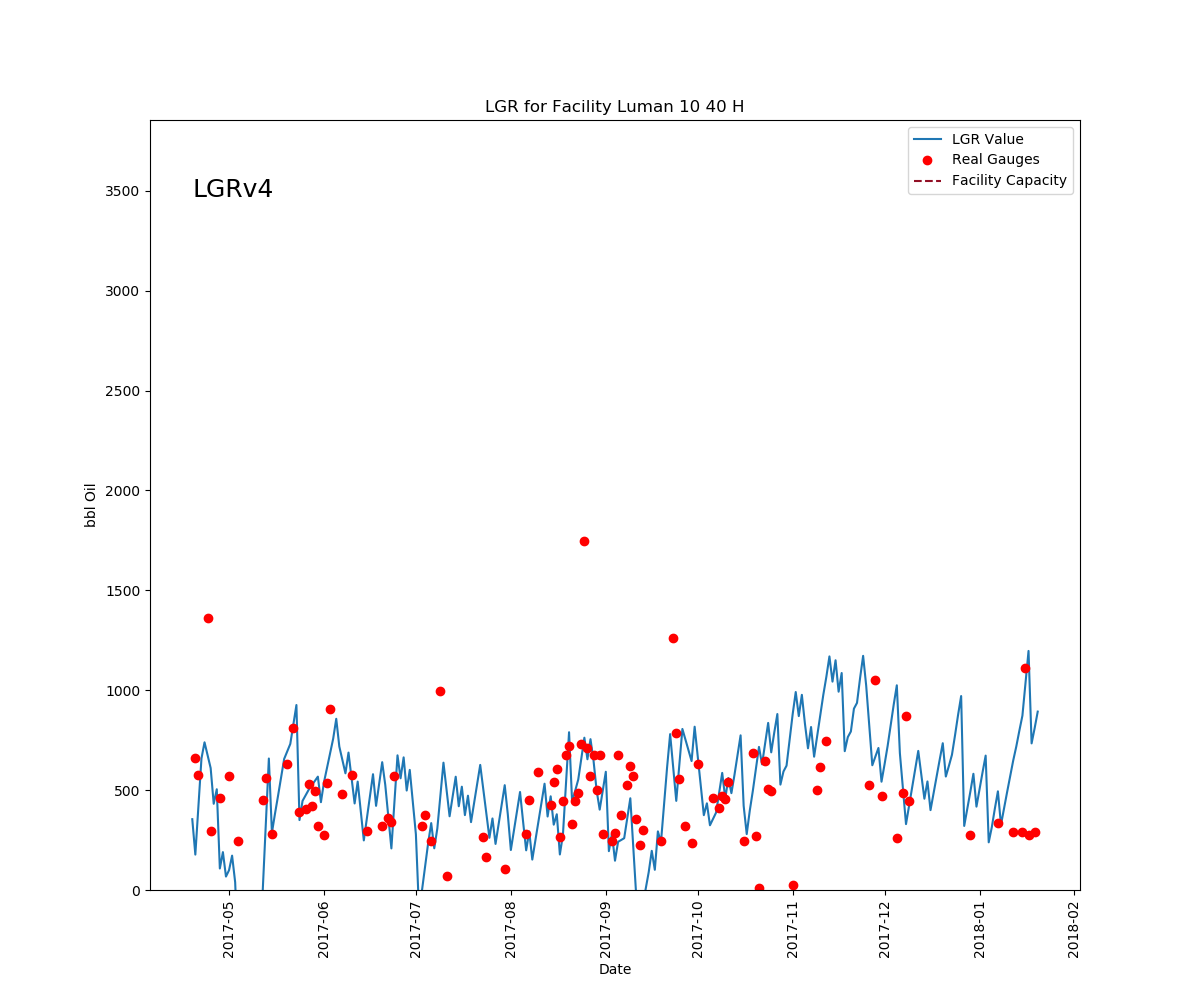 LGR for Facility Luman 10 40 H
LGRv4
LGR Value
Real Gauges
Facility Capacity
bbl Oil
3500
3000
2500
2000
1500
1000
500
0
2017-05
2017-06
2017-07
2017-08
2017-09
2017-10
2017-11
2017-12
2018-01
2018-02
Date